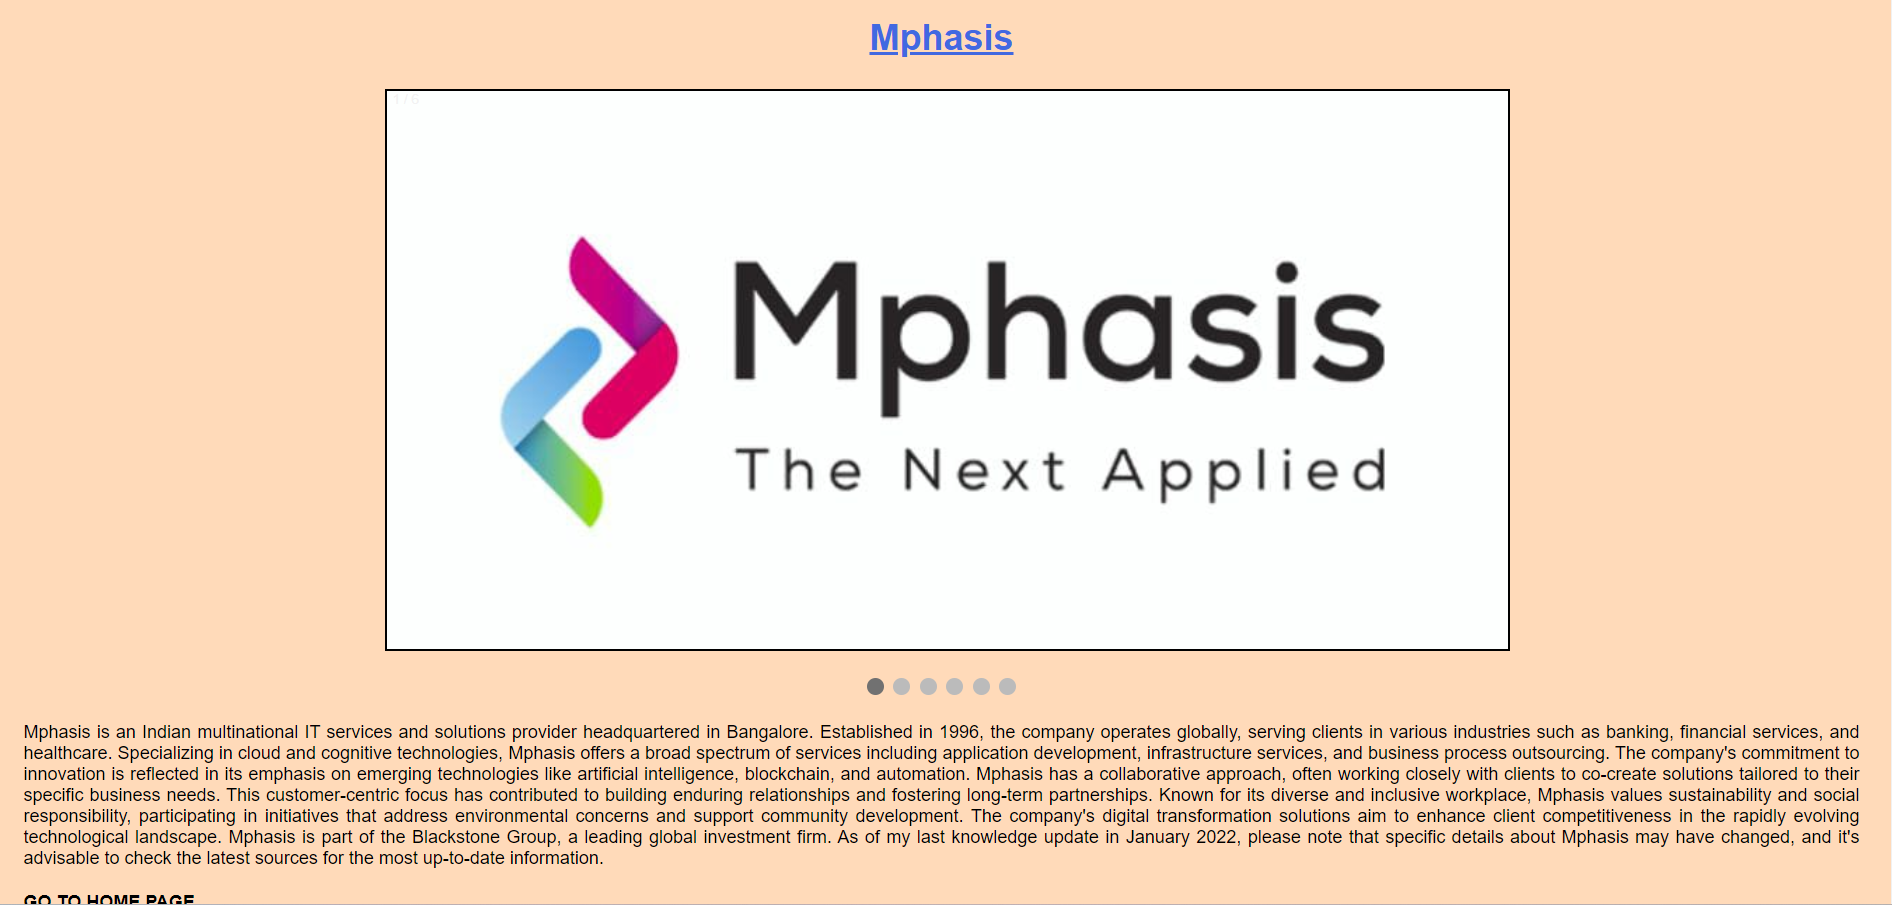 Mphasis
1 / 6
Mphasis
The Next Applied
Mphasis is an Indian multinational IT services and solutions provider headquartered in Bangalore. Established in 1996, the company operates globally, serving clients in various industries such as banking, financial services, and
healthcare. Specializing in cloud and cognitive technologies, Mphasis offers a broad spectrum of services including application development, infrastructure services, and business process outsourcing. The company's commitment to
innovation is reflected in its emphasis on emerging technologies like artificial intelligence, blockchain, and automation. Mphasis has a collaborative approach, often working closely with clients to co-create solutions tailored to their
specific business needs. This customer-centric focus has contributed to building enduring relationships and fostering long-term partnerships. Known for its diverse and inclusive workplace, Mphasis values sustainability and social
responsibility, participating in initiatives that address environmental concerns and support community development. The company's digital transformation solutions aim to enhance client competitiveness in the rapidly evolving
technological landscape. Mphasis is part of the Blackstone Group, a leading global investment firm. As of my last knowledge update in January 2022, please note that specific details about Mphasis may have changed, and it's
advisable to check the latest sources for the most up-to-date information.
GO TO HOME PAGE